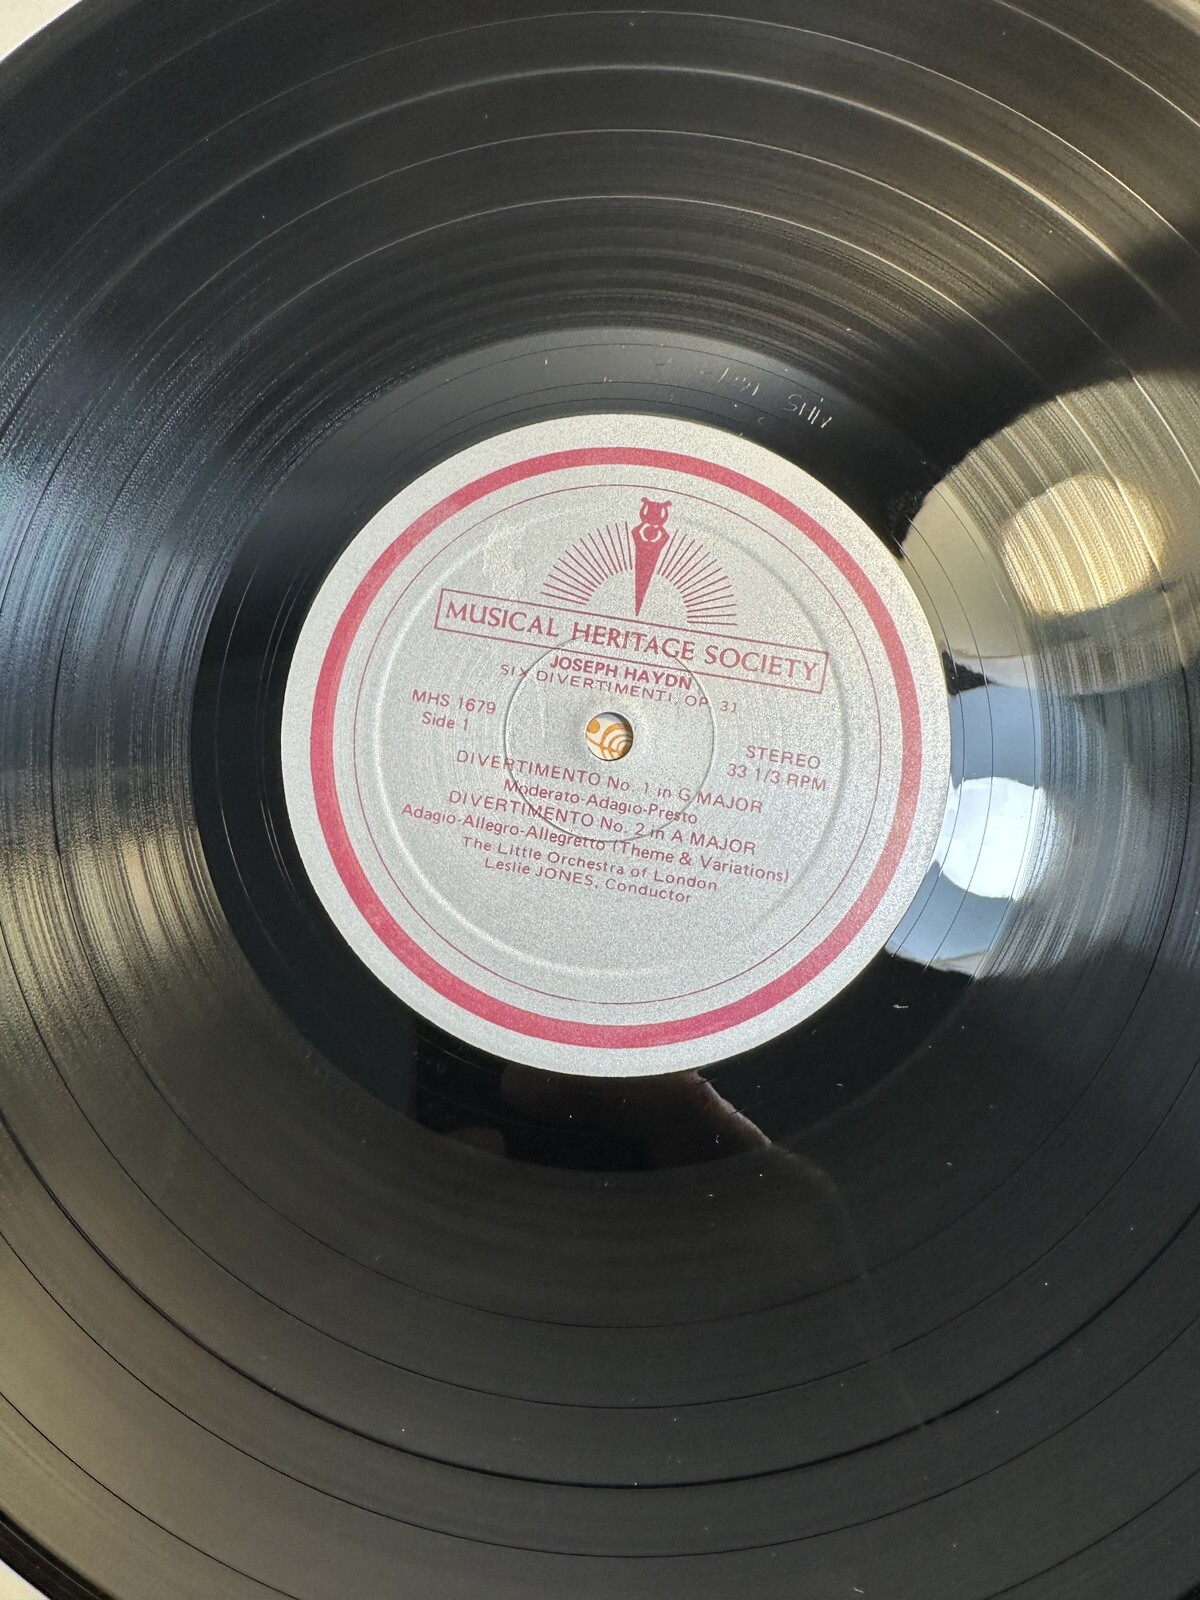 MUSICAL HERITAGE SOCIETY
JOSEPH HAYDN
SIX DIVERTIMENTI, OP. 31
MHS 1679
Side 1
STEREO
33 1/3 RPM
DIVERTIMENTO No. 1 in G MAJOR
Moderato-Adagio-Presto
DIVERTIMENTO No. 2 in A MAJOR
Adagio-Allegro-Allegretto (Theme & Variations)
The Little Orchestra of London
Leslie JONES, Conductor
MHS